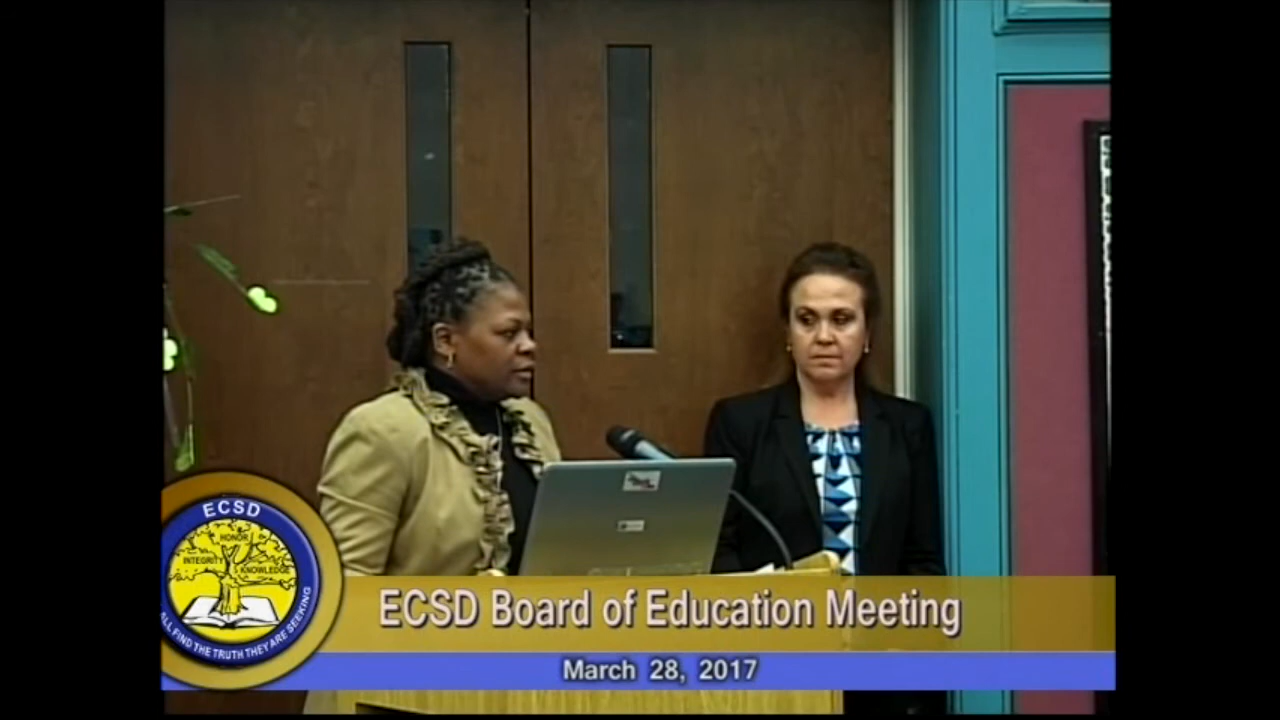 ECSD
HONOR
INTEGRITY
KNOWLEDGE
ALL FIND THE TRUTH THEY ARE SEEKING
ECSD Board of Education Meeting
March 28, 2017